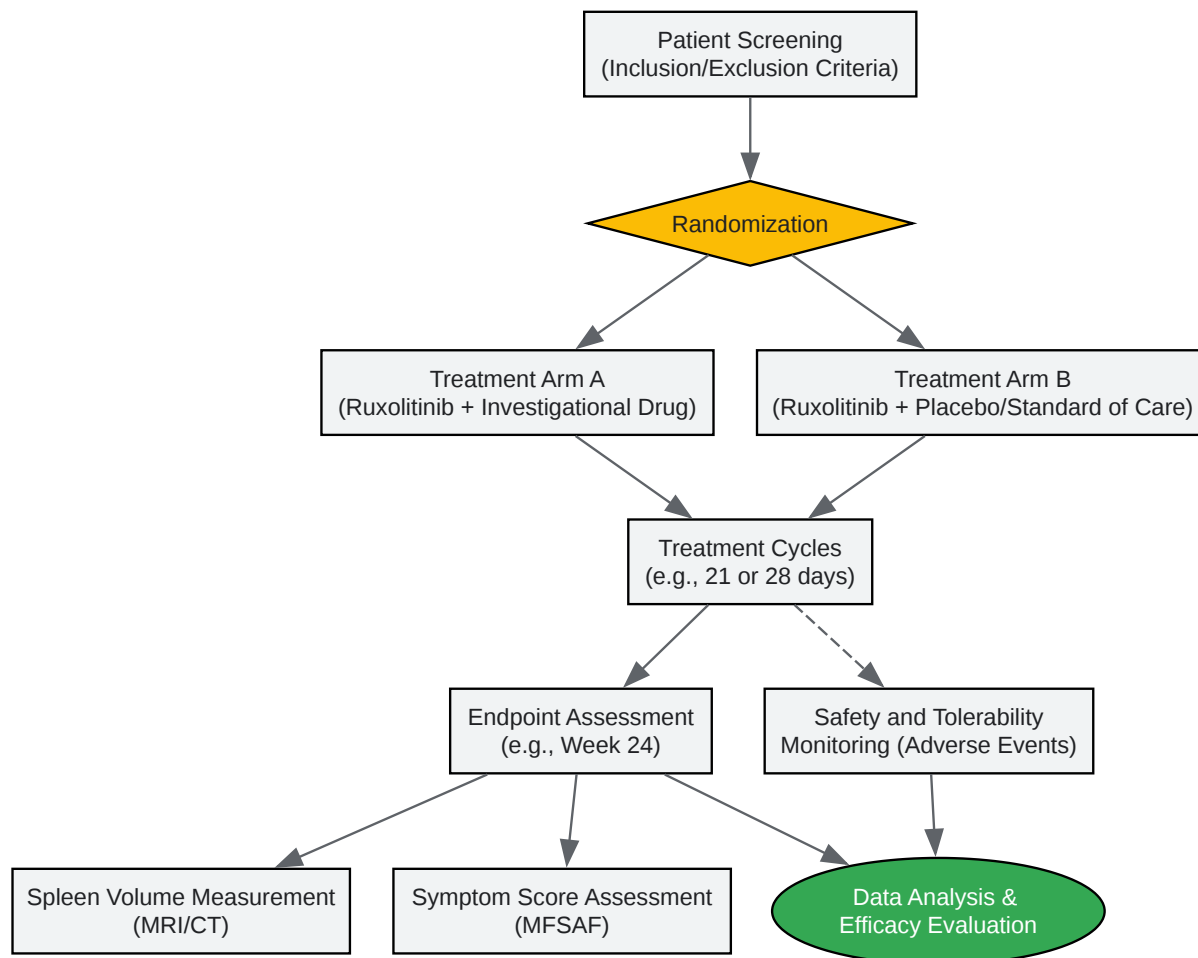 Patient Screening
(Inclusion/Exclusion Criteria)
Randomization
Treatment Arm A
(Ruxolitinib + Investigational Drug)
Treatment Arm B
(Ruxolitinib + Placebo/Standard of Care)
Treatment Cycles
(e.g., 21 or 28 days)
Endpoint Assessment
(e.g., Week 24)
Safety and Tolerability
Monitoring (Adverse Events)
Spleen Volume Measurement
(MRI/CT)
Symptom Score Assessment
(MFSAF)
Data Analysis &
Efficacy Evaluation